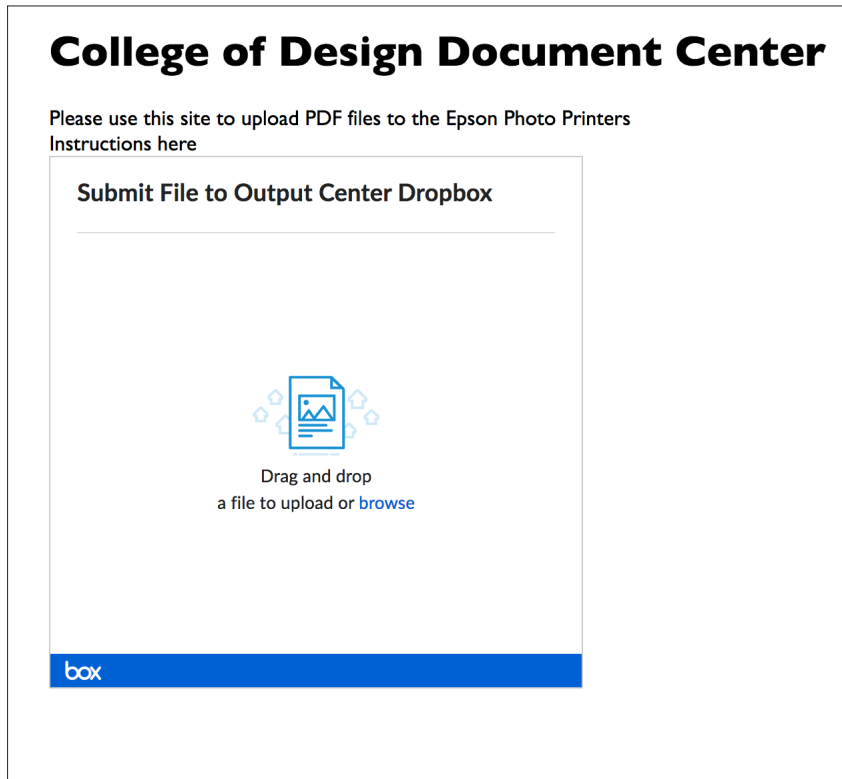 College of Design Document Center
Please use this site to upload PDF files to the Epson Photo Printers
Instructions here
Submit File to Output Center Dropbox
Drag and drop
a file to upload or browse
box